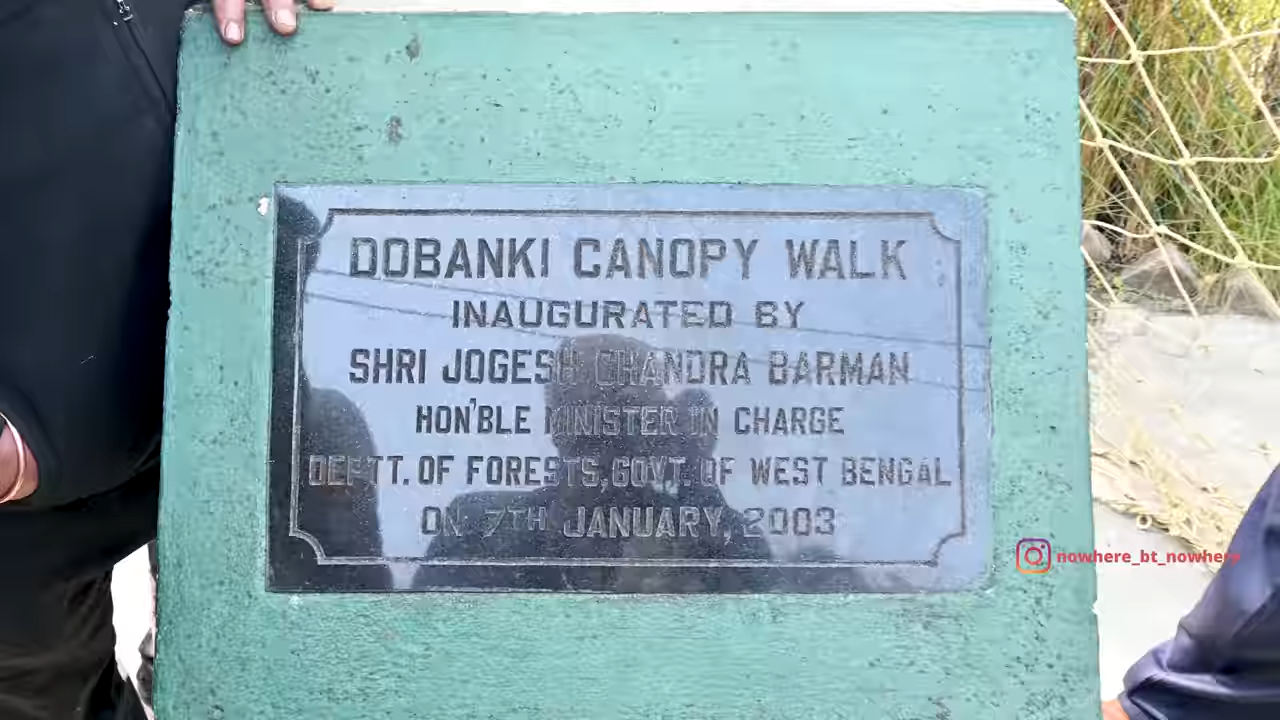 DOBANKI CANOPY WALK
INAUGURATED BY
SHRI JOGESH CHANDRA BARMAN
HON'BLE MINISTER IN CHARGE
DEPTT. OF FORESTS, GOVT. OF WEST BENGAL
ON 7TH JANUARY, 2003
nowhere_bt_nowhere